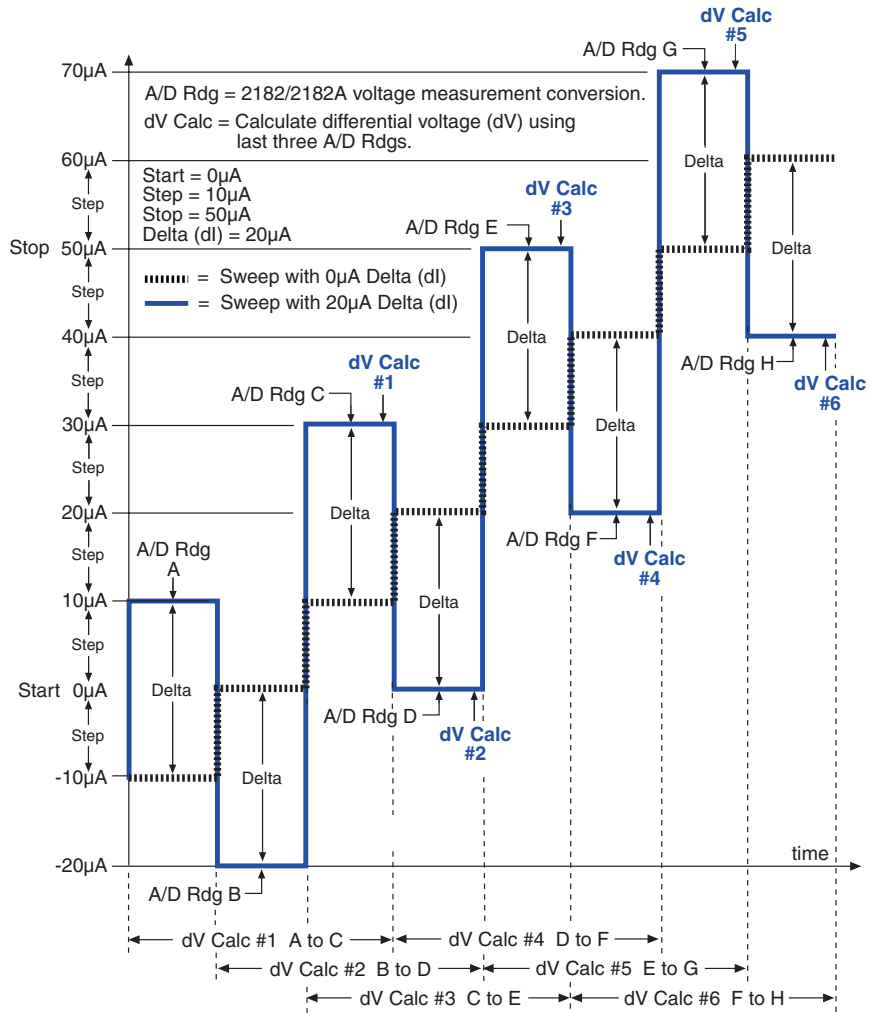 dV Calc
#5
A/D Rdg G
70µA
A/D Rdg = 2182/2182A voltage measurement conversion.
dV Calc = Calculate differential voltage (dV) using
last three A/D Rdgs.
Delta
60µA
Start = 0µA
Step = 10µA
Stop = 50µA
Delta (dI) = 20µA
Step
dV Calc
#3
A/D Rdg E
Delta
Stop 50µA
= Sweep with 0µA Delta (dI)
= Sweep with 20µA Delta (dI)
Step
Delta
40µA
A/D Rdg H
dV Calc
#6
dV Calc
#1
A/D Rdg C
Step
30µA
Delta
Step
Delta
20µA
A/D Rdg F
dV Calc
#4
A/D Rdg
A
Step
10µA
Delta
Step
Start 0µA
Delta
A/D Rdg D
dV Calc
#2
Step
-10µA
Delta
time
-20µA
A/D Rdg B
dV Calc #1 A to C
dV Calc #4 D to F
dV Calc #2 B to D
dV Calc #5 E to G
dV Calc #3 C to E
dV Calc #6 F to H